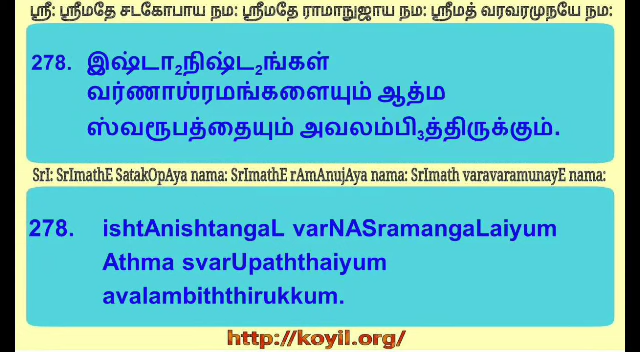 ஸ்ரீ: ஸ்ரீமதே சடகோபாய நம: ஸ்ரீமதே ராமாநுஜாய நம: ஸ்ரீமத் வரவரமுநயே நம:
278. இஷ்டா2நிஷ்ட2ங்கள்
வர்ணாஶ்ரமங்களையும் ஆத்ம
ஸ்வரூபத்தையும் அவலம்பி3த்திருக்கும்.
SrI: SrImathE SatakOpAya nama: SrImathE rAmAnujAya nama: SrImath varavaramunayE nama:
278. ishtAnishtangaL varNASramangaLaiyum
Athma svarUpaththaiyum
avalambiththirukkum.
http://koyil.org/